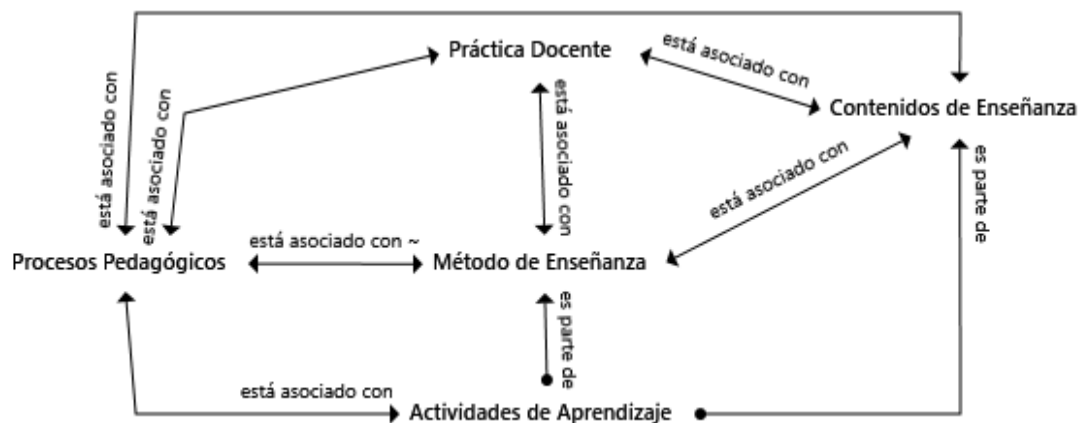 Práctica Docente
está asociado con
Contenidos de Enseñanza
está asociado con
está asociado con
está asociado con
está asociado con
es parte de
Procesos Pedagógicos
está asociado con ~
Método de Enseñanza
es parte de
está asociado con
Actividades de Aprendizaje